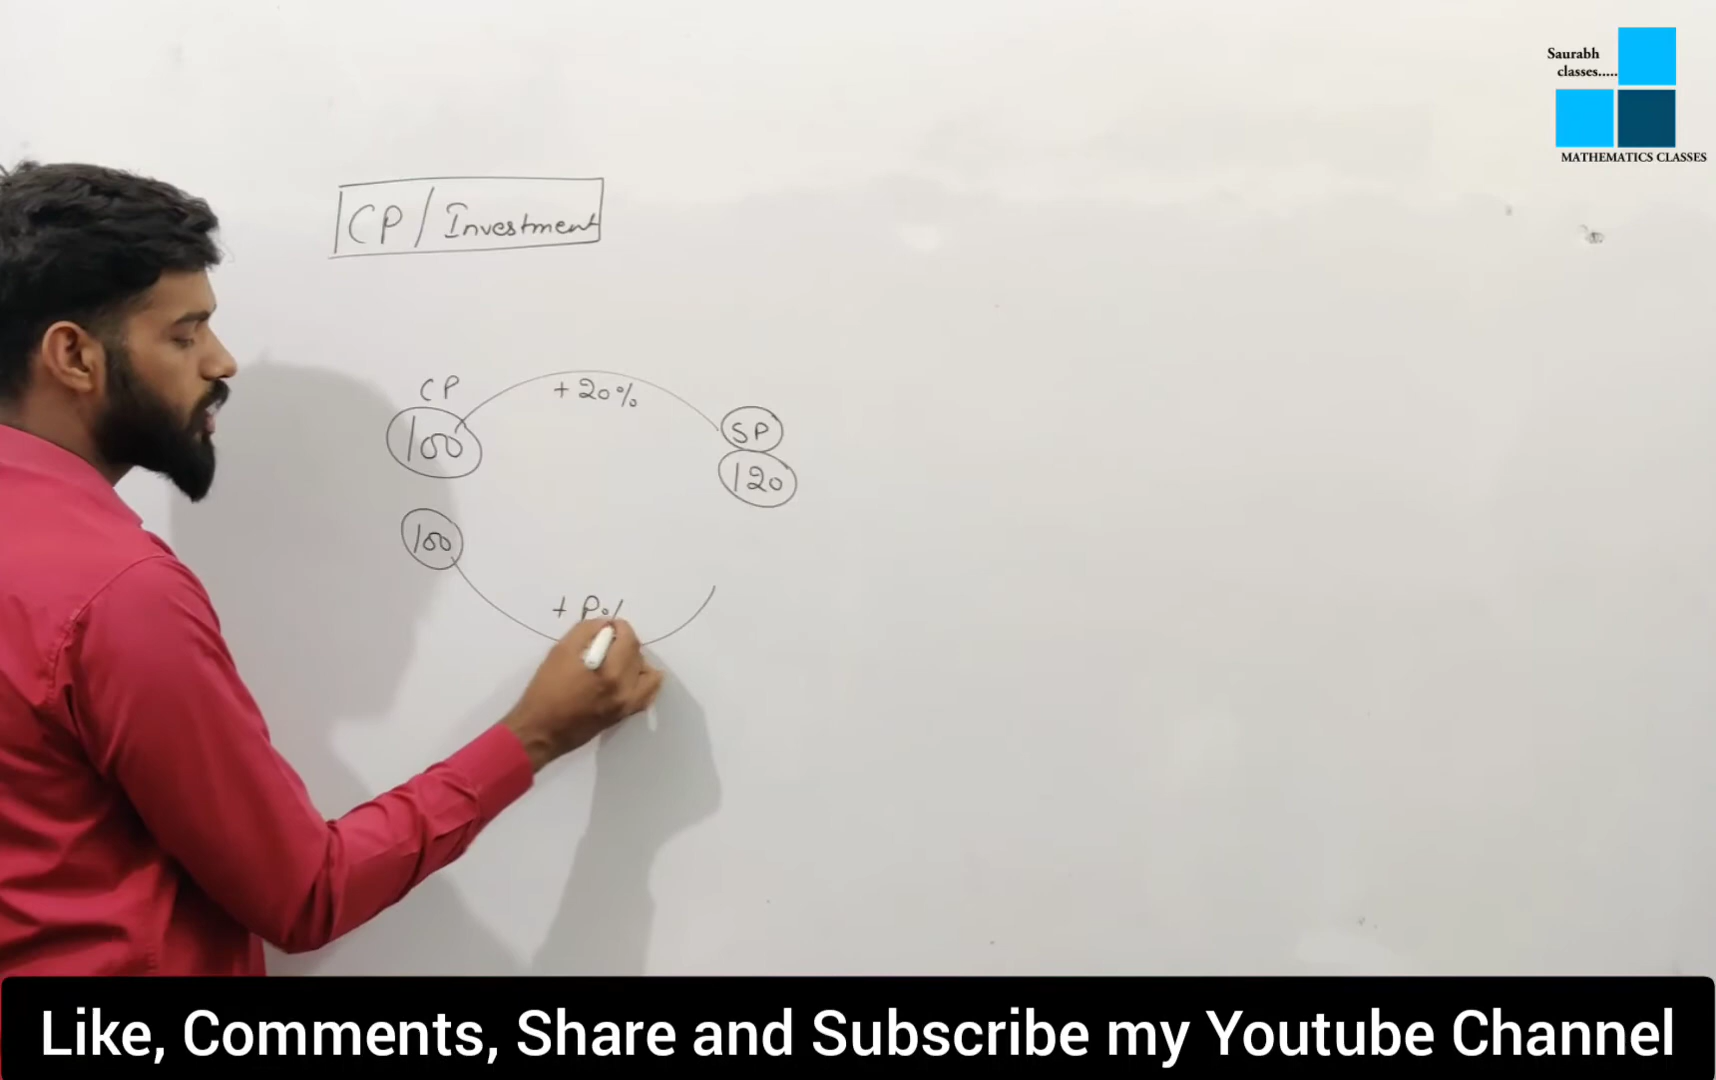 Saurabh
classes.....
MATHEMATICS CLASSES
CP/Investment
CP
+20%
SP
100
120
100
+ P%
Like, Comments, Share and Subscribe my Youtube Channel